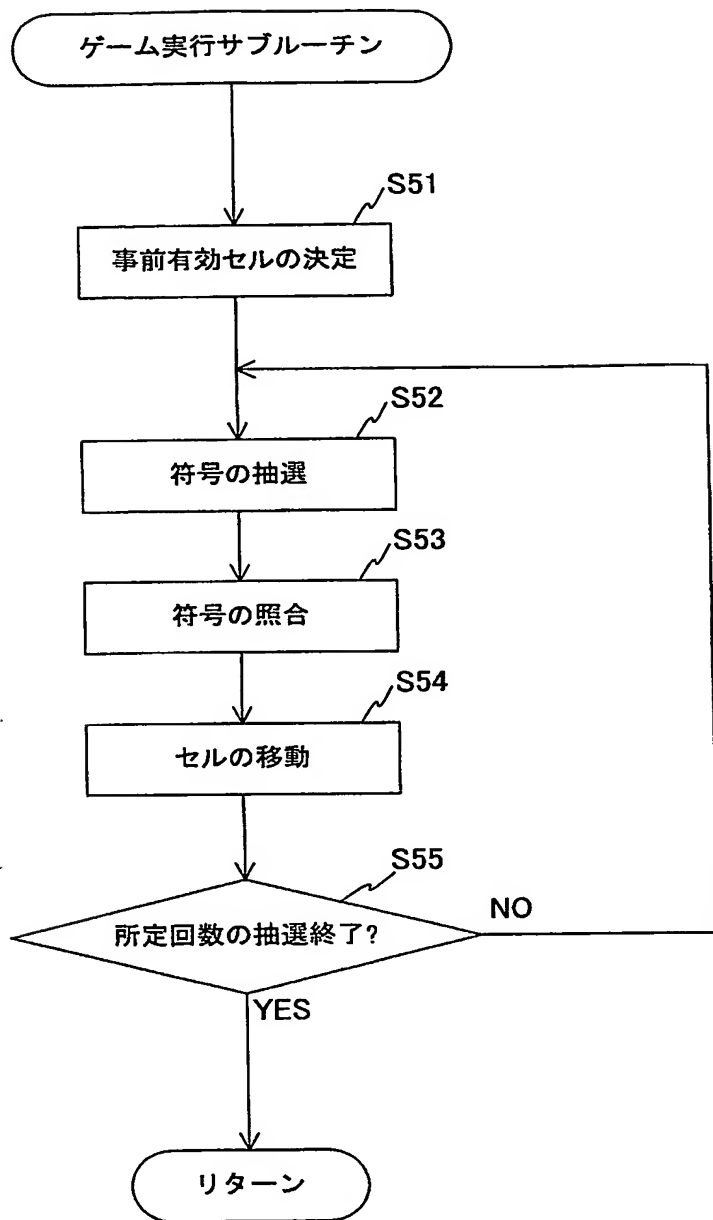 ゲーム実行サブルーチン
S51
事前有効セルの決定
S52
符号の抽選
S53
符号の照合
S54
セルの移動
S55
所定回数の抽選終了?
NO
YES
リターン